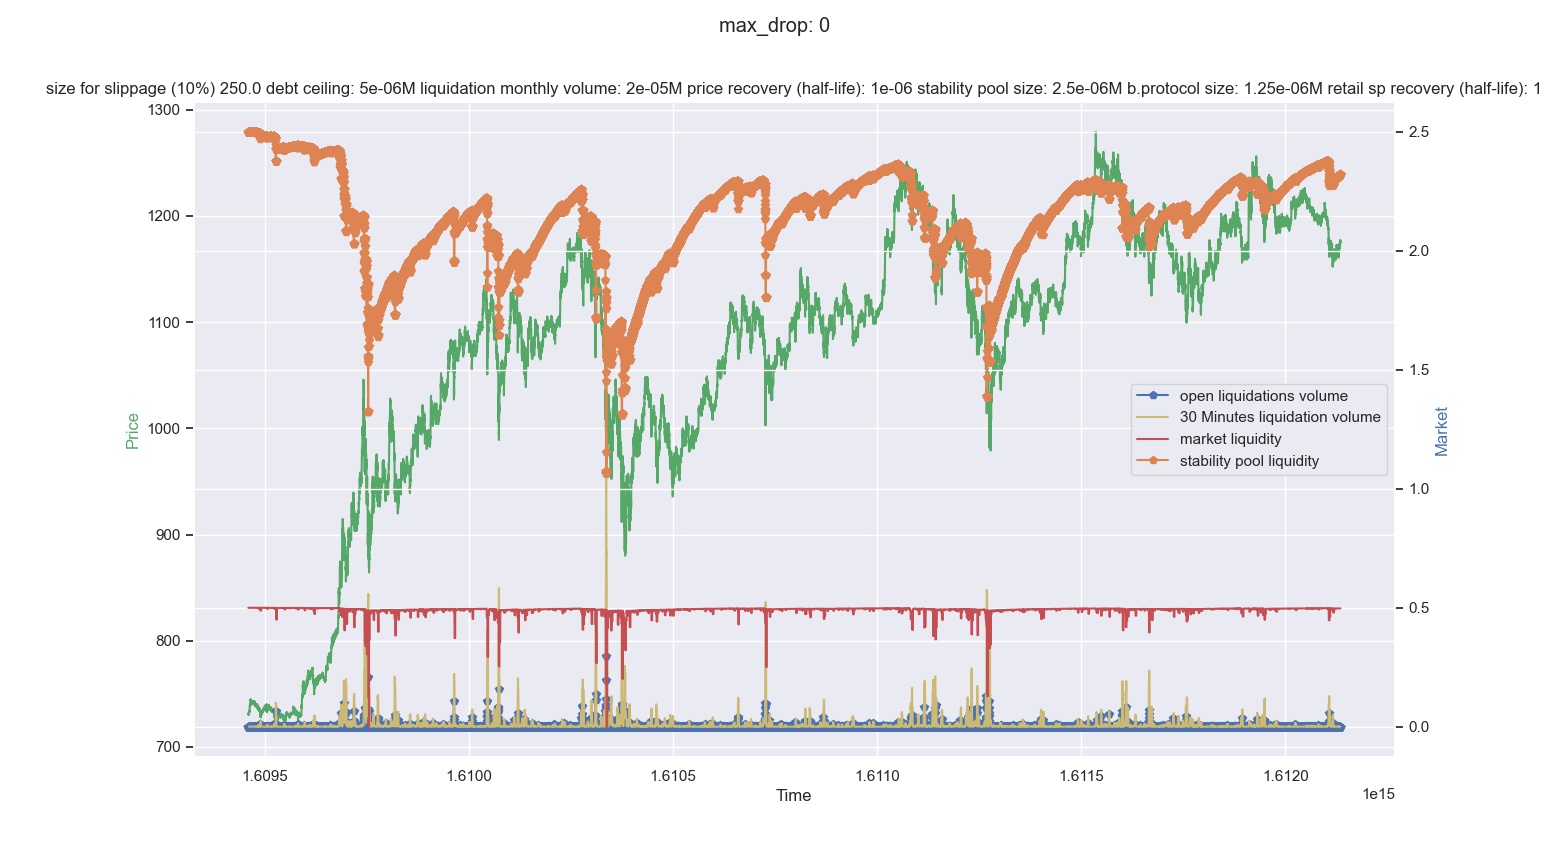 max_drop: 0
size for slippage (10%) 250.0 debt ceiling: 5e-06M liquidation monthly volume: 2e-05M price recovery (half-life): 1e-06 stability pool size: 2.5e-06M b.protocol size: 1.25e-06M retail sp recovery (half-life): 1
1300
1200
1100
1000
900
800
700
Price
2.5
2.0
1.5
1.0
0.5
0.0
Market
open liquidations volume
30 Minutes liquidation volume
market liquidity
stability pool liquidity
1.6095 1.6100 1.6105 1.6110 1.6115 1.6120
Time
1e15